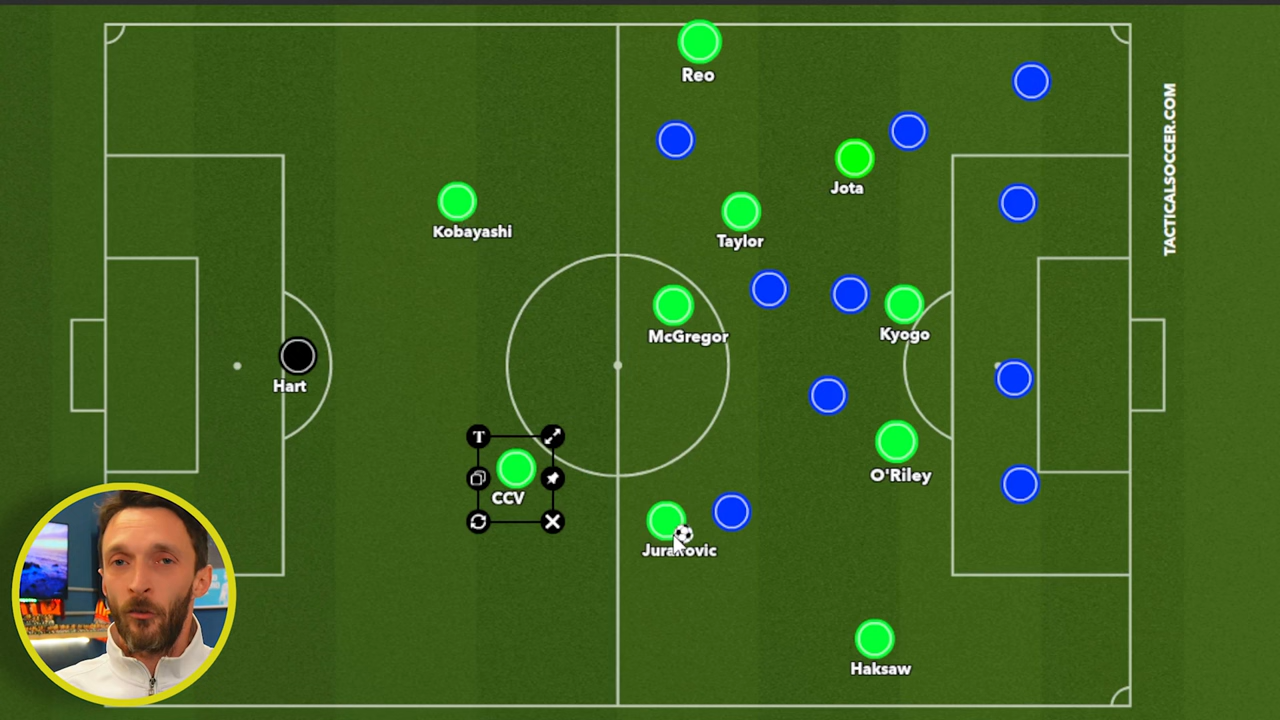 Reo
TACTICALSOCCER.COM
Jota
Kobayashi
Taylor
McGregor
Kyogo
Hart
O'Riley
T
CCV
Jurakovic
Haksaw